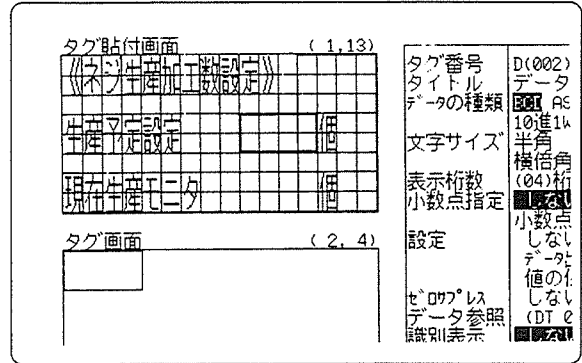 タグ貼付画面 ( 1,13)
《ネジ生産加工数設定》
生産予定設定 個
現在生産モニタ 個
タグ画面 ( 2, 4)
タグ番号 D(002)
タイトル データ
データの種類 BCD AS
10進1W
文字サイズ 半角
横倍角
表示桁数 (04)桁
小数点指定 しない
小数点
設定 しない
データ
値の
ゼロサプレス しない
データ参照 (DT 0
識別表示 しない